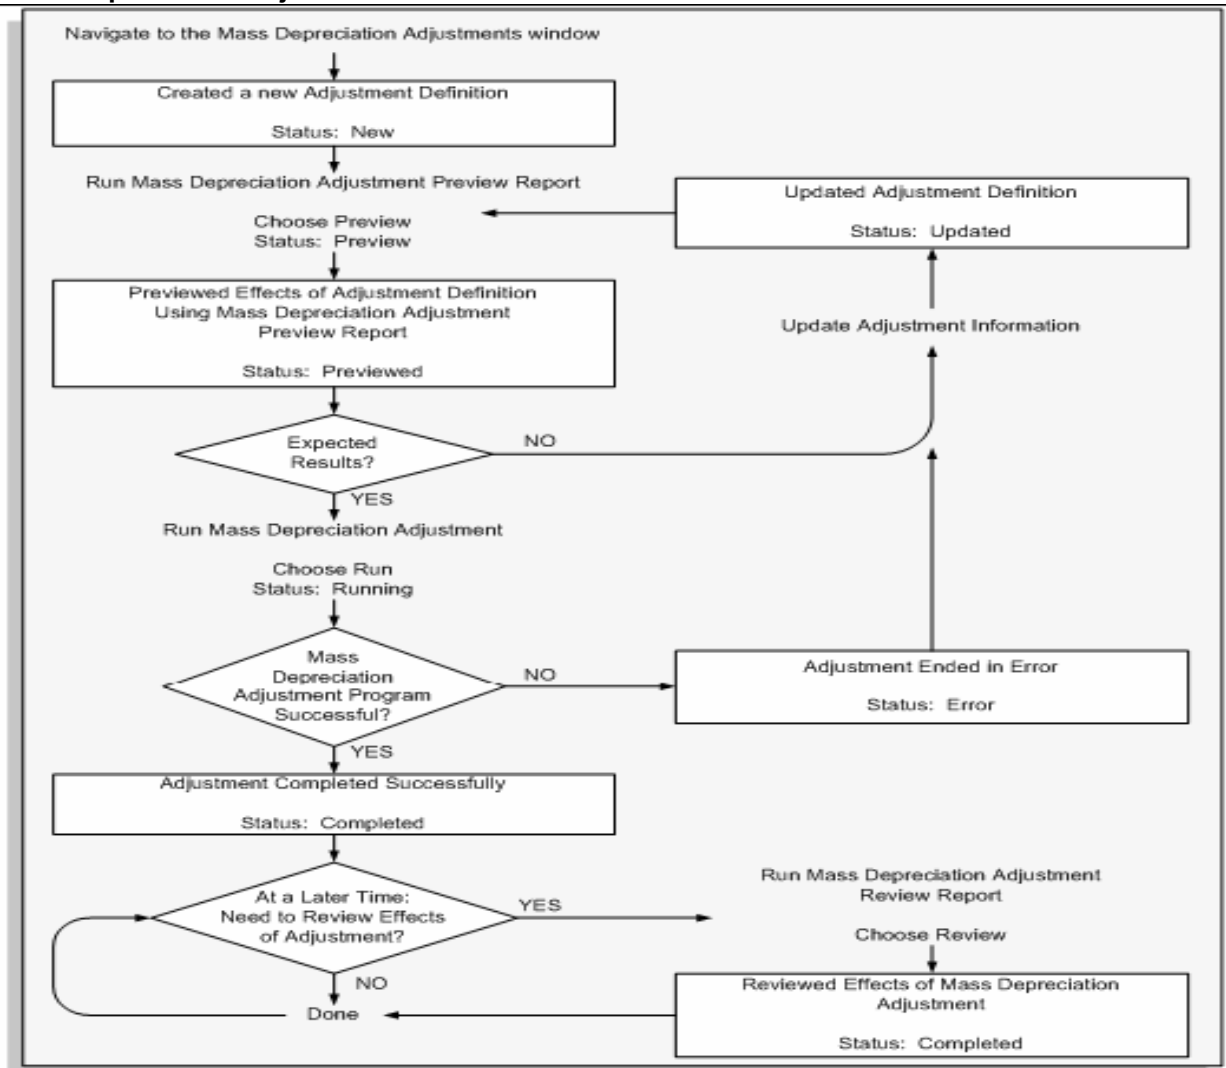 Navigate to the Mass Depreciation Adjustments window
Created a new Adjustment Definition
Status: New
Run Mass Depreciation Adjustment Preview Report
Choose Preview
Status: Preview
Updated Adjustment Definition
Status: Updated
Previewed Effects of Adjustment Definition
Using Mass Depreciation Adjustment
Preview Report
Status: Previewed
Update Adjustment Information
Expected
Results?
NO
YES
Run Mass Depreciation Adjustment
Choose Run
Status: Running
Mass
Depreciation
Adjustment Program
Successful?
NO
Adjustment Ended in Error
Status: Error
YES
Adjustment Completed Successfully
Status: Completed
At a Later Time:
Need to Review Effects
of Adjustment?
YES
Run Mass Depreciation Adjustment
Review Report
Choose Review
NO
Done
Reviewed Effects of Mass Depreciation
Adjustment
Status: Completed